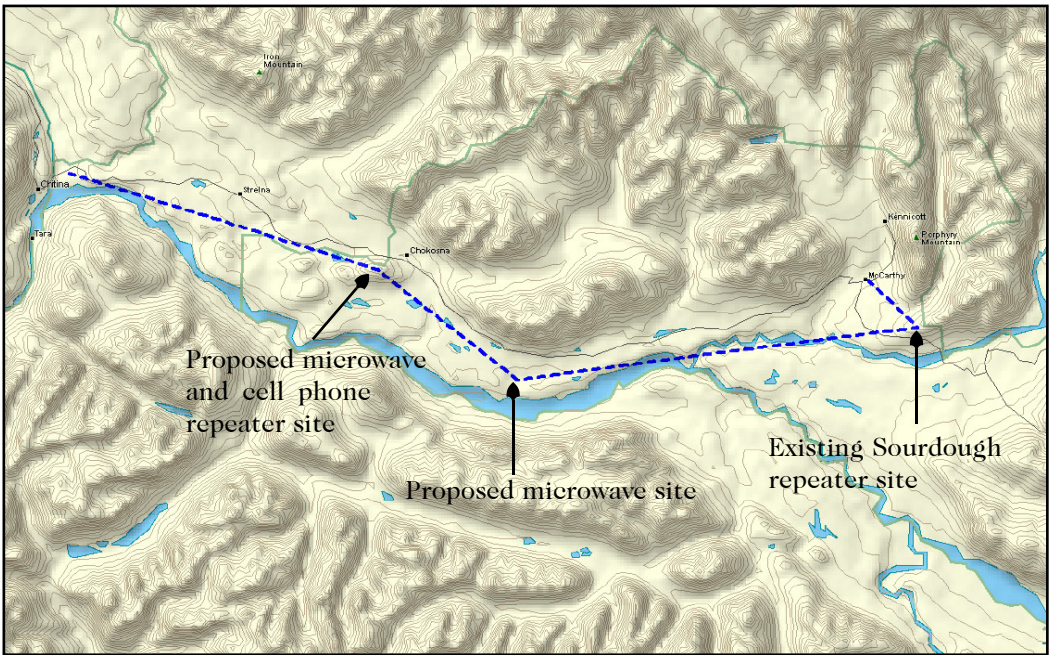 Iron
Mountain
Chitina
Strelna
Taral
Chokosna
Kennicott
Porphyry
Mountain
McCarthy
Proposed microwave
and cell phone
repeater site
Existing Sourdough
repeater site
Proposed microwave site